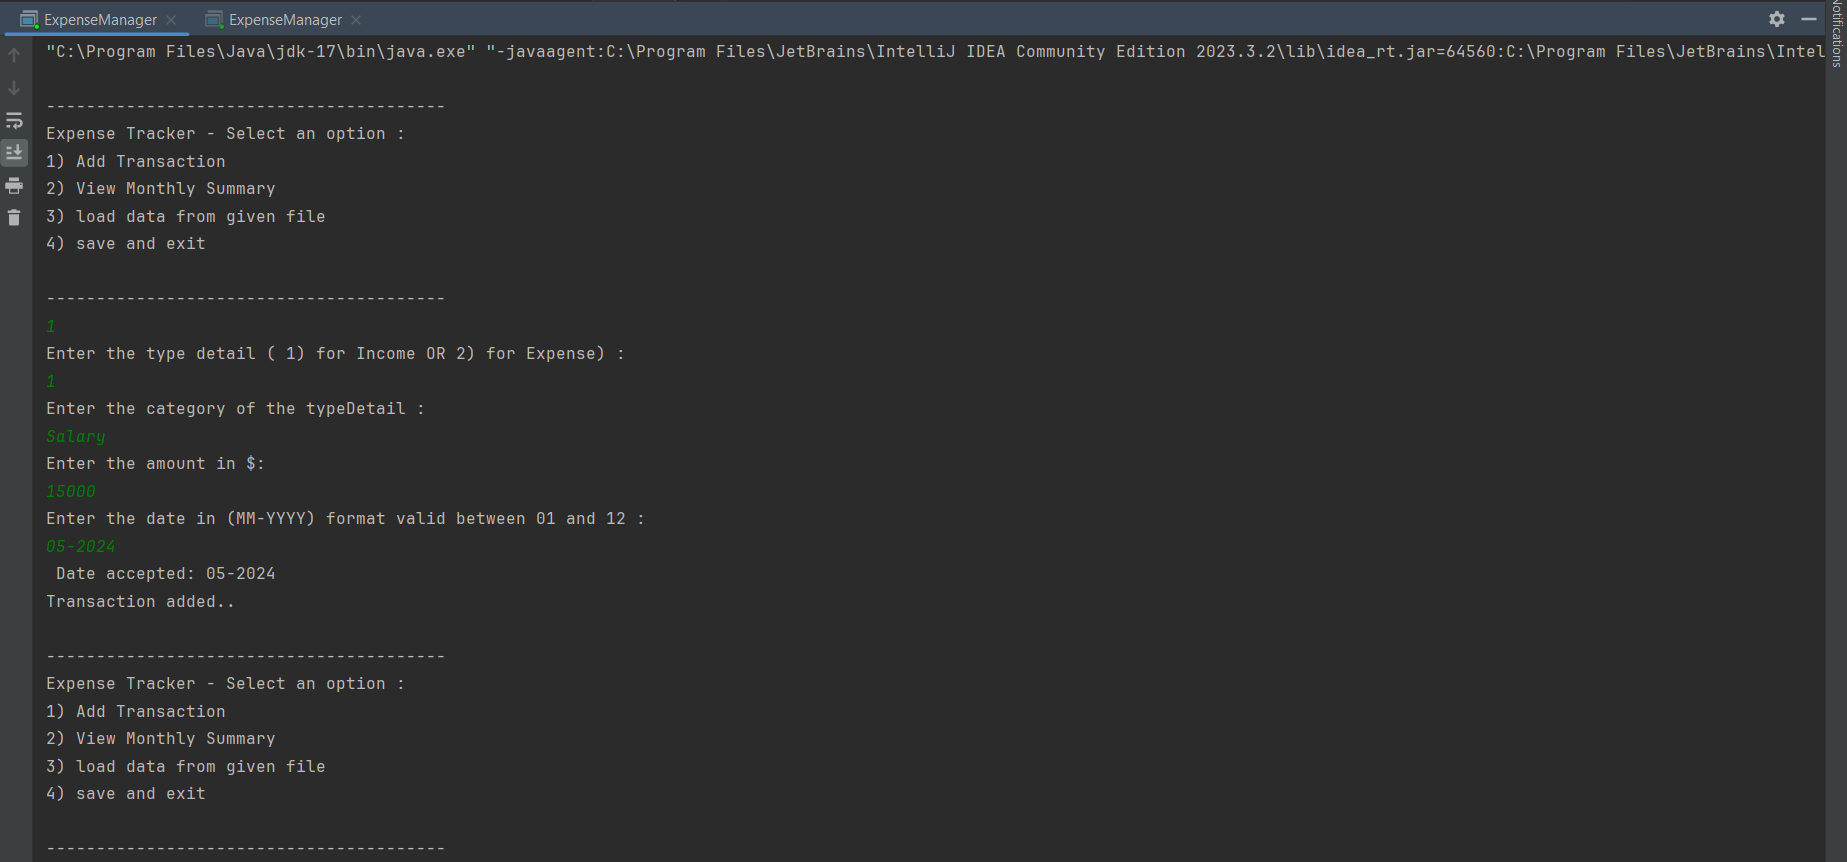 ExpenseManager ExpenseManager
Notifications
"C:\Program Files\Java\jdk-17\bin\java.exe" "-javaagent:C:\Program Files\JetBrains\IntelliJ IDEA Community Edition 2023.3.2\lib\idea_rt.jar=64560:C:\Program Files\JetBrains\Intel
----------------------------------------
Expense Tracker - Select an option :
1) Add Transaction
2) View Monthly Summary
3) load data from given file
4) save and exit
----------------------------------------
1
Enter the type detail ( 1) for Income OR 2) for Expense) :
1
Enter the category of the typeDetail :
Salary
Enter the amount in $:
15000
Enter the date in (MM-YYYY) format valid between 01 and 12 :
05-2024
Date accepted: 05-2024
Transaction added..
----------------------------------------
Expense Tracker - Select an option :
1) Add Transaction
2) View Monthly Summary
3) load data from given file
4) save and exit
----------------------------------------